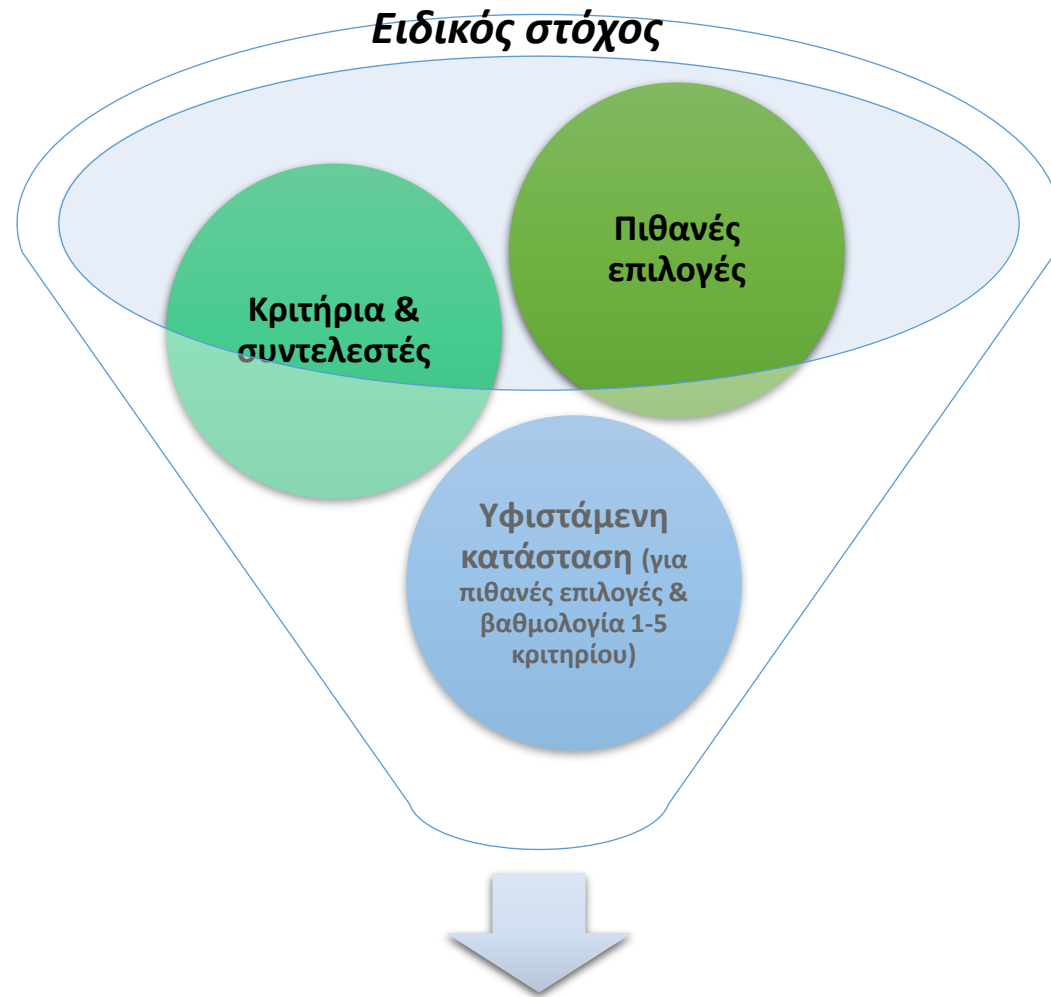 Ειδικός στόχος
Πιθανές
επιλογές
Κριτήρια &
συντελεστές
Υφιστάμενη
κατάσταση (για
πιθανές επιλογές &
βαθμολογία 1-5
κριτηρίου)